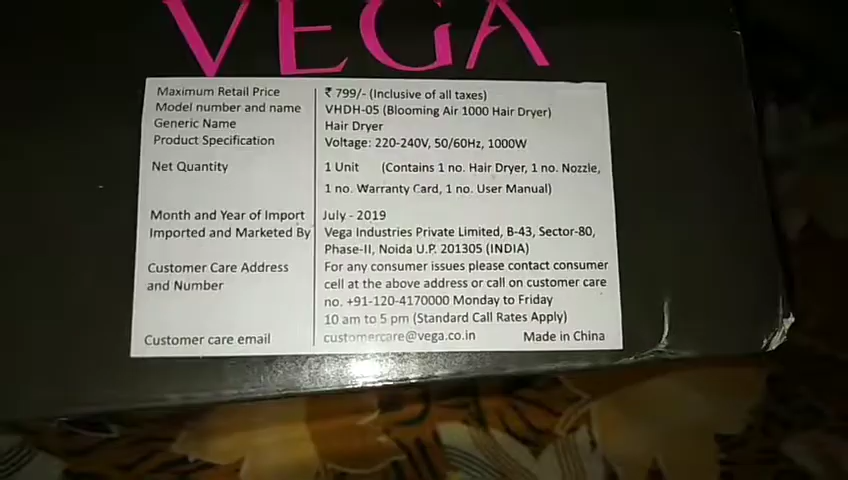 VEGA
Maximum Retail Price ₹ 799/- (Inclusive of all taxes)
Model number and name VHDH-05 (Blooming Air 1000 Hair Dryer)
Generic Name Hair Dryer
Product Specification Voltage: 220-240V, 50/60Hz, 1000W
Net Quantity 1 Unit (Contains 1 no. Hair Dryer, 1 no. Nozzle,
1 no. Warranty Card, 1 no. User Manual)
Month and Year of Import July - 2019
Imported and Marketed By Vega Industries Private Limited, B-43, Sector-80,
Phase-II, Noida U.P. 201305 (INDIA)
Customer Care Address For any consumer issues please contact consumer
and Number cell at the above address or call on customer care
no. +91-120-4170000 Monday to Friday
10 am to 5 pm (Standard Call Rates Apply)
Customer care email customercare@vega.co.in Made in China